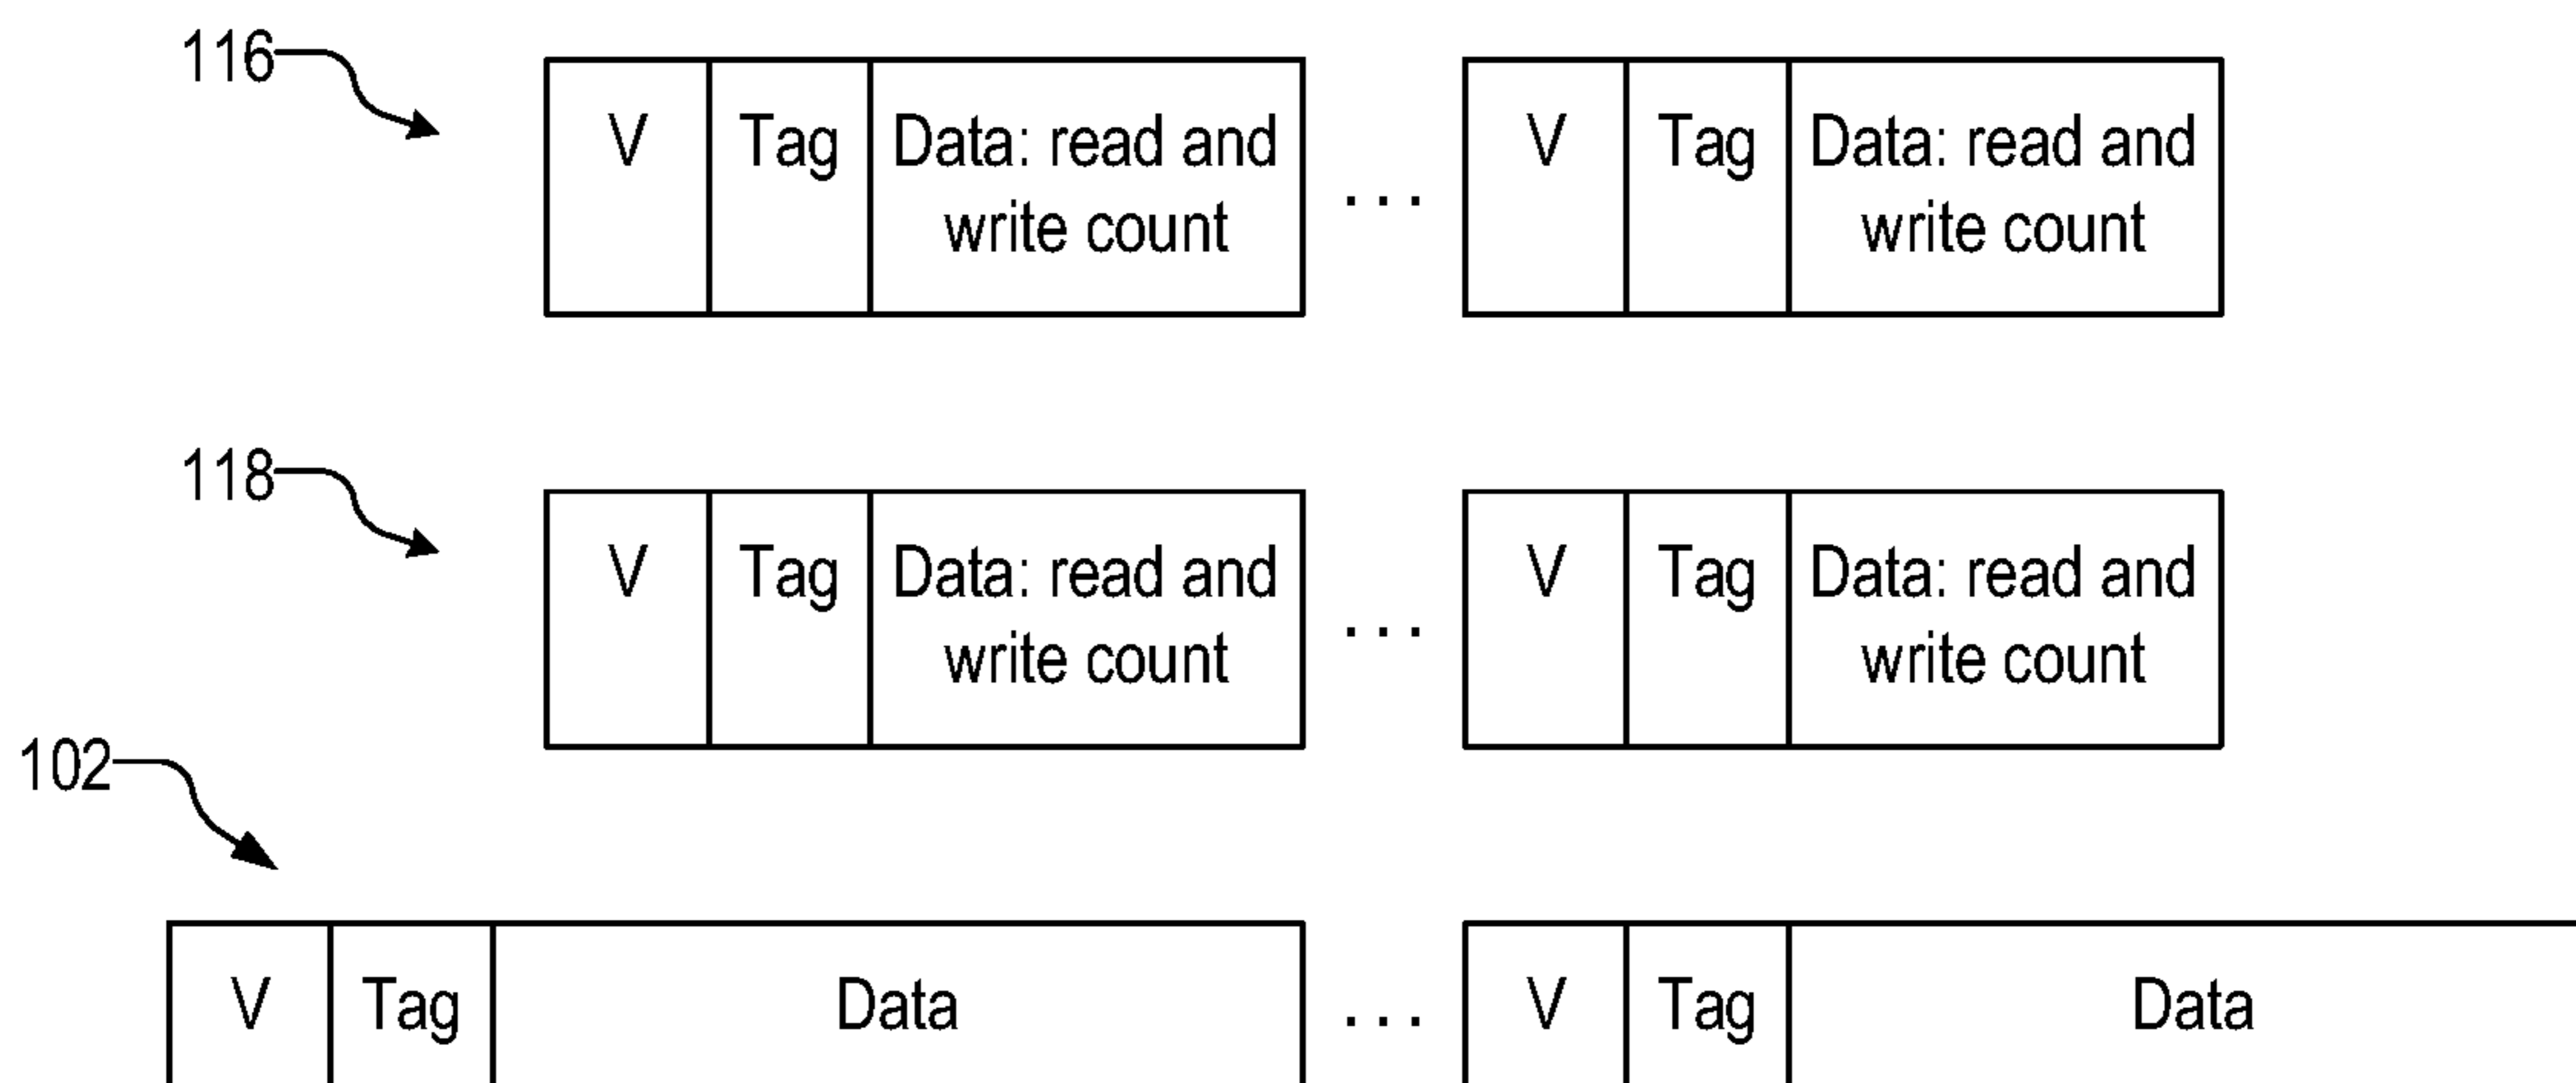 116
V Tag Data: read and ... V Tag Data: read and
write count write count
118
V Tag Data: read and ... V Tag Data: read and
write count write count
102
V Tag Data ... V Tag Data